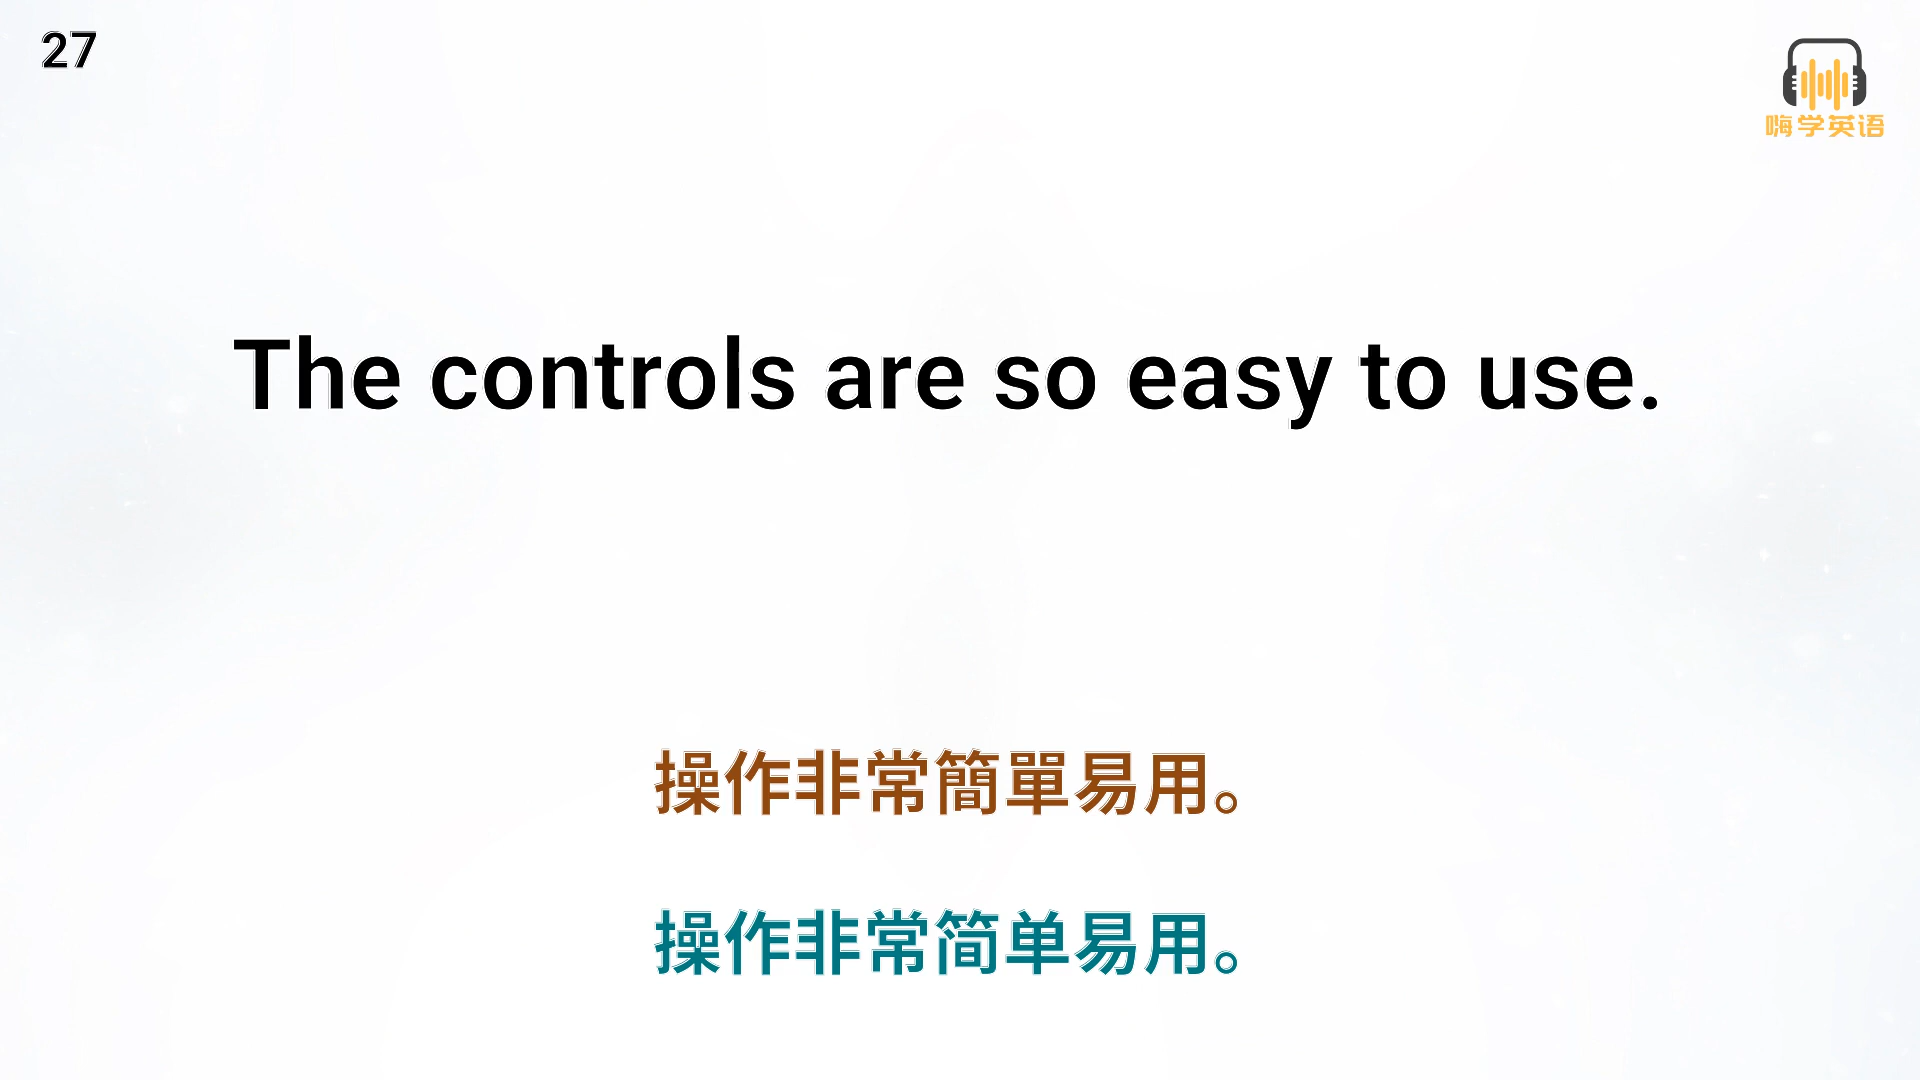 27
嗨学英语
The controls are so easy to use.
操作非常簡單易用。
操作非常简单易用。